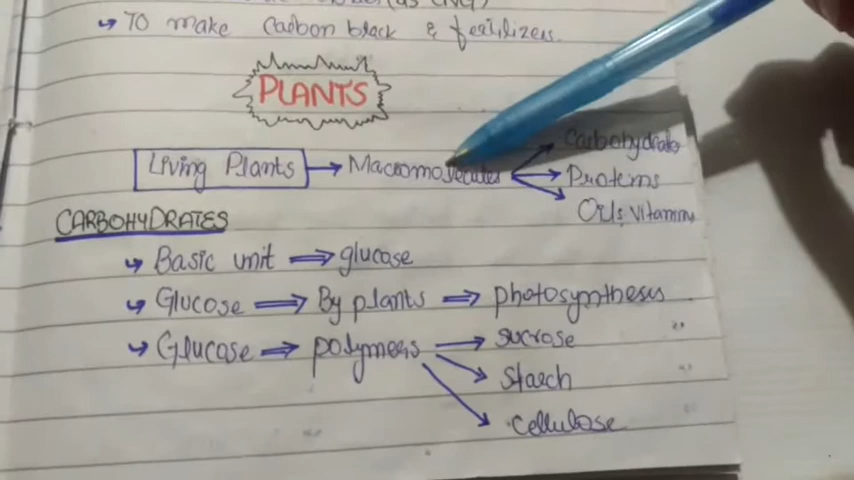 ↳ To make Carbon black & fertilizers.
PLANTS
Living Plants → Macromolecules → Carbohydrate
→ Proteins
→ Oils, vitamins
CARBOHYDRATES
↳ Basic unit ⇒ glucose
↳ Glucose ⇒ By plants ⇒ photosynthesis
↳ Glucose ⇒ polymers → sucrose
→ Starch
→ cellulose